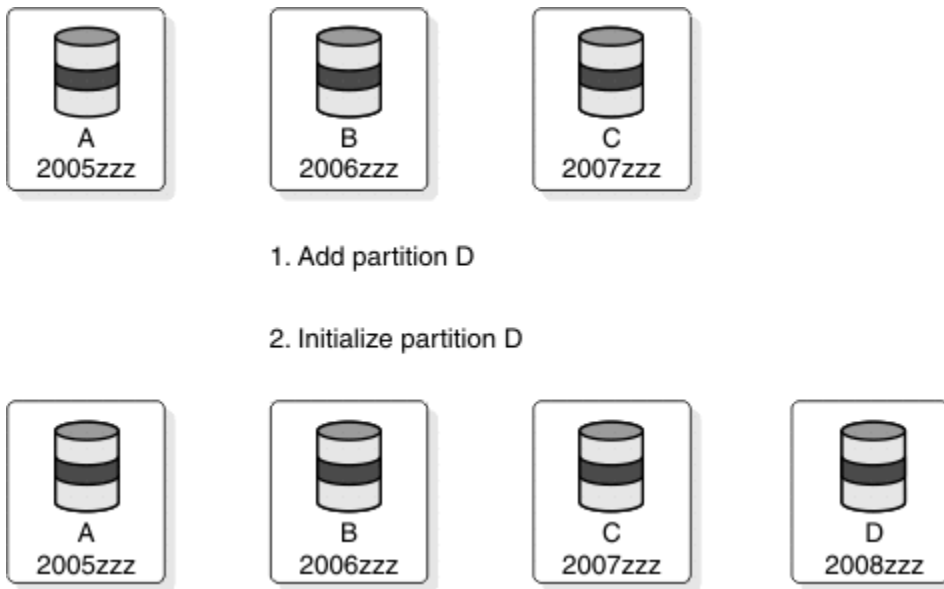 A
2005zzz
B
2006zzz
C
2007zzz
1. Add partition D
2. Initialize partition D
A
2005zzz
B
2006zzz
C
2007zzz
D
2008zzz